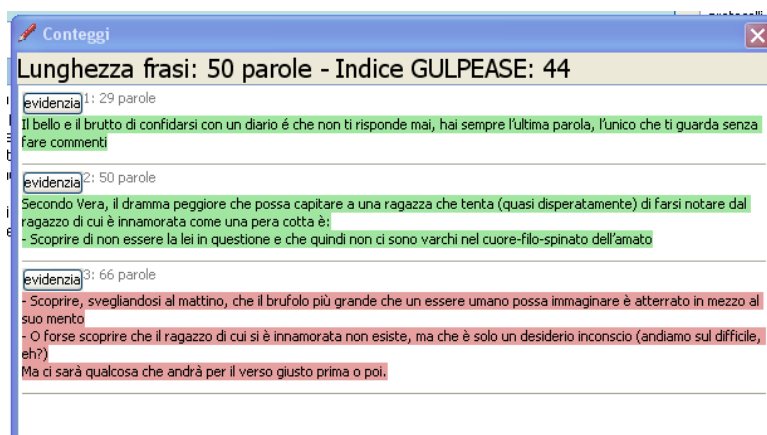 Conteggi
Lunghezza frasi: 50 parole - Indice GULPEASE: 44
evidenzia 1: 29 parole
Il bello e il brutto di confidarsi con un diario é che non ti risponde mai, hai sempre l'ultima parola, l'unico che ti guarda senza
fare commenti
evidenzia 2: 50 parole
Secondo Vera, il dramma peggiore che possa capitare a una ragazza che tenta (quasi disperatamente) di farsi notare dal
ragazzo di cui è innamorata come una pera cotta è:
- Scoprire di non essere la lei in questione e che quindi non ci sono varchi nel cuore-filo-spinato dell'amato
evidenzia 3: 66 parole
- Scoprire, svegliandosi al mattino, che il brufolo più grande che un essere umano possa immaginare è atterrato in mezzo al
suo mento
- O forse scoprire che il ragazzo di cui si è innamorata non esiste, ma che è solo un desiderio inconscio (andiamo sul difficile,
eh?)
Ma ci sarà qualcosa che andrà per il verso giusto prima o poi.